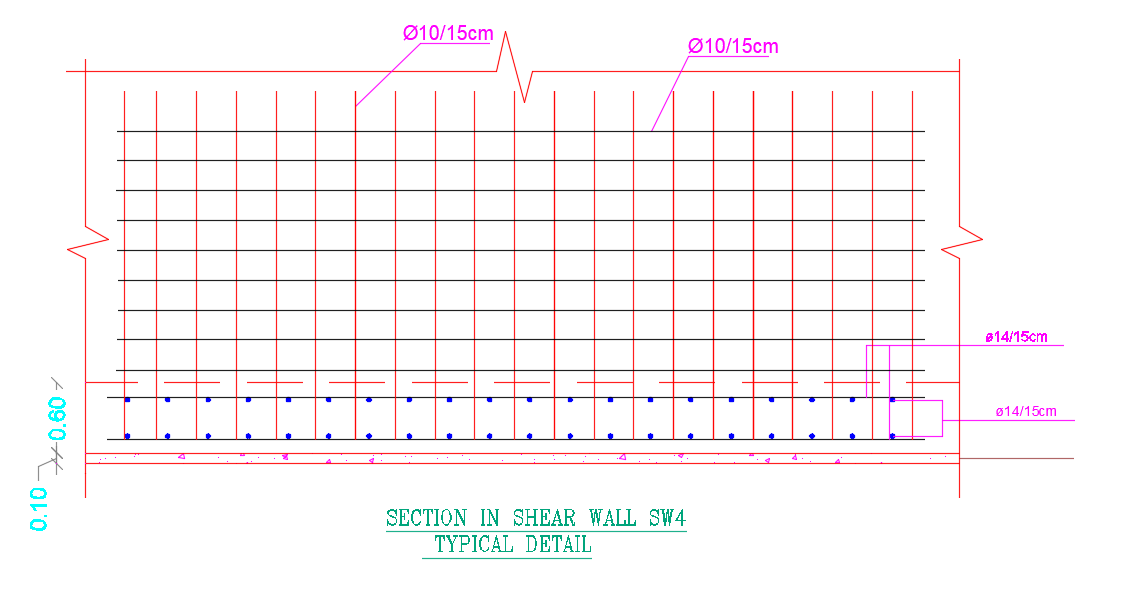 Ø10/15cm
Ø10/15cm
ø14/15cm
ø14/15cm
0.60
0.10
SECTION IN SHEAR WALL SW4
TYPICAL DETAIL